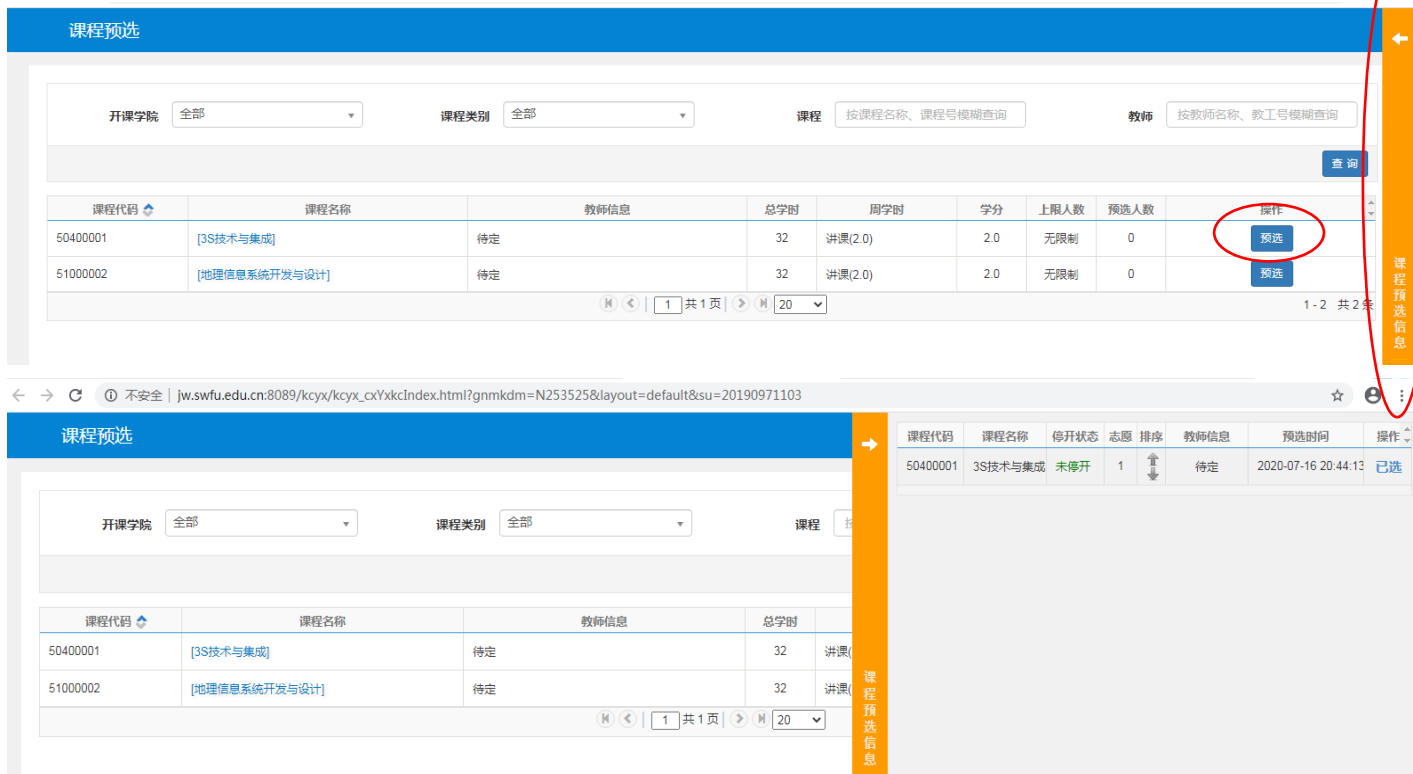 课程预选
开课学院 全部 课程类别 全部 课程 按课程名称、课程号模糊查询 教师 按教师名称、教工号模糊查询
查 询
课程代码 课程名称 教师信息 总学时 周学时 学分 上限人数 预选人数 操作
50400001 [3S技术与集成] 待定 32 讲课(2.0) 2.0 无限制 0 预选
51000002 [地理信息系统开发与设计] 待定 32 讲课(2.0) 2.0 无限制 0 预选
1 共 1 页 20 1 - 2 共 2 条
课程预选信息
不安全 | jw.swfu.edu.cn:8089/kcyx/kcyx_cxYxkcIndex.html?gnmkdm=N253525&layout=default&su=20190971103
课程预选
开课学院 全部 课程类别 全部 课程 按
课程代码 课程名称 教师信息 总学时
50400001 [3S技术与集成] 待定 32 讲课(
51000002 [地理信息系统开发与设计] 待定 32 讲课(
1 共 1 页 20
课程预选信息
课程代码 课程名称 停开状态 志愿 排序 教师信息 预选时间 操作
50400001 3S技术与集成 未停开 1 待定 2020-07-16 20:44:13 已选